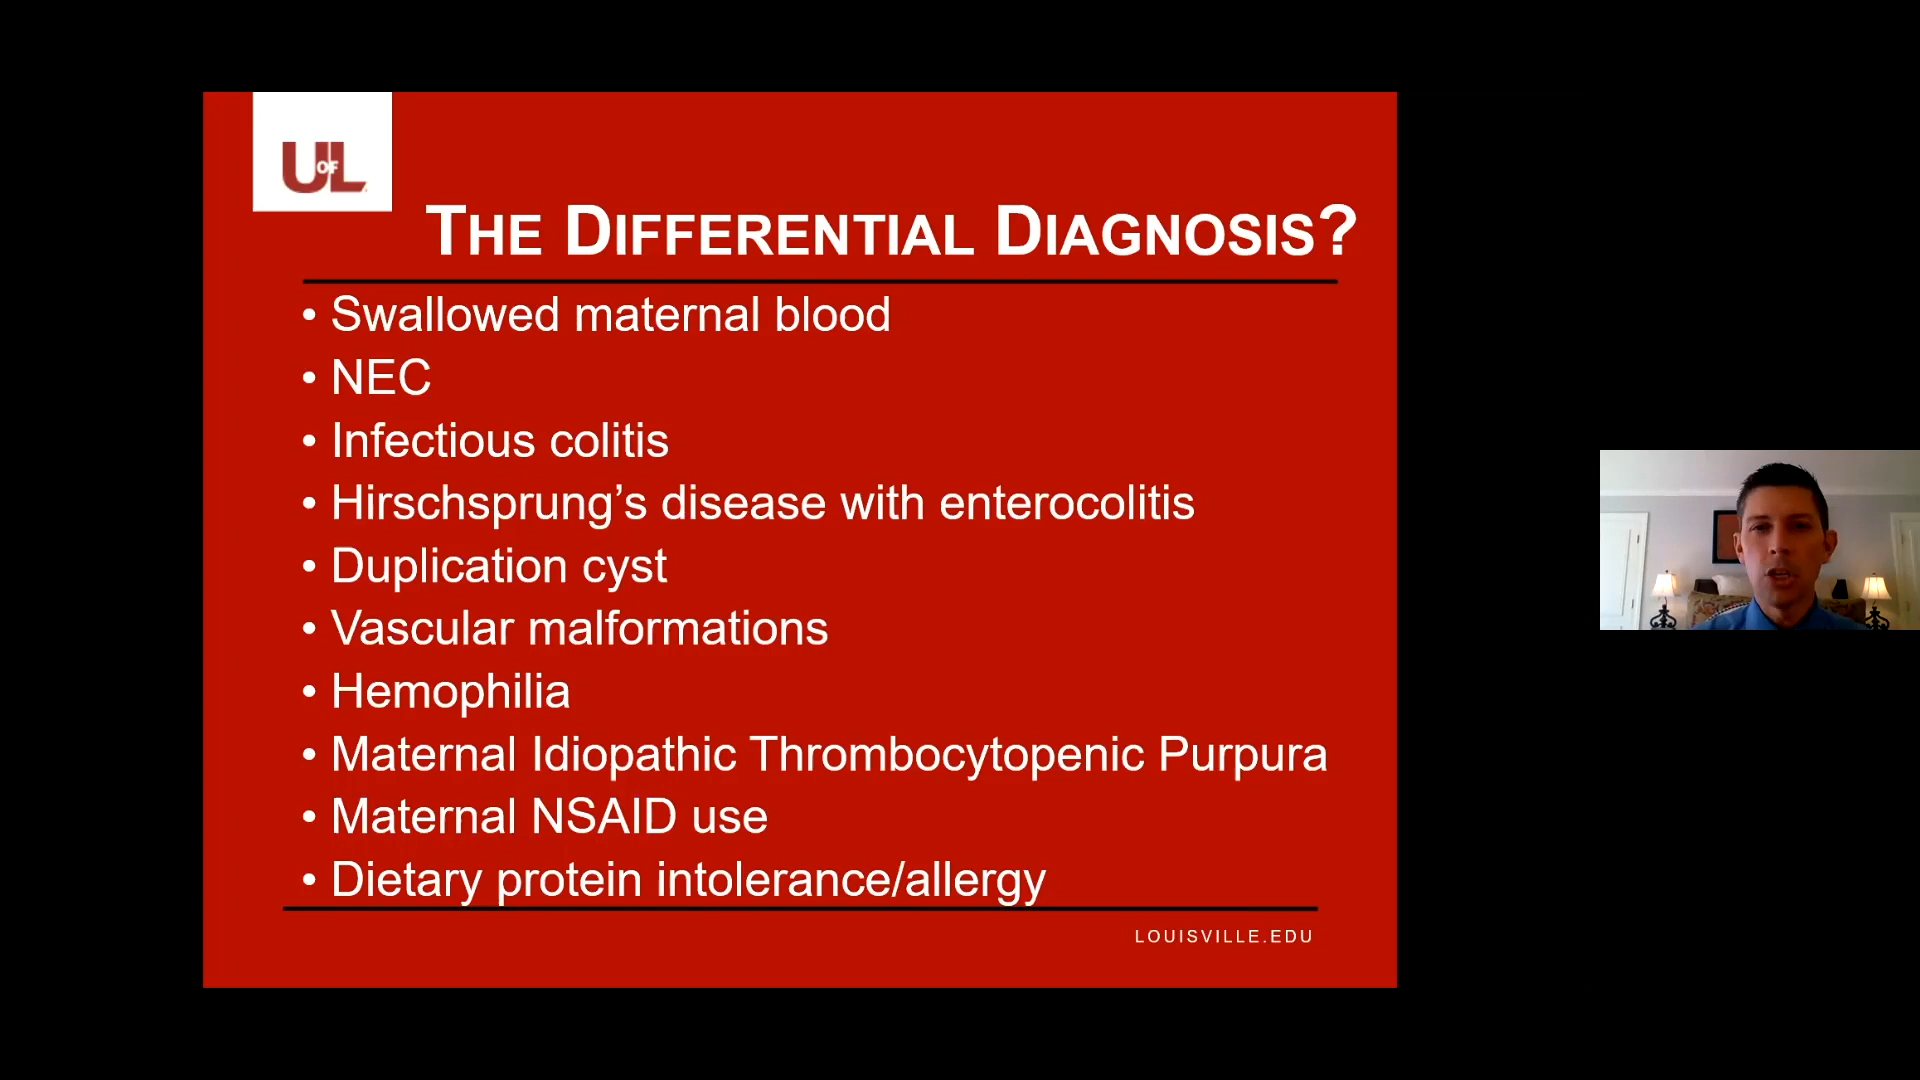 UofL
THE DIFFERENTIAL DIAGNOSIS?
• Swallowed maternal blood
• NEC
• Infectious colitis
• Hirschsprung’s disease with enterocolitis
• Duplication cyst
• Vascular malformations
• Hemophilia
• Maternal Idiopathic Thrombocytopenic Purpura
• Maternal NSAID use
• Dietary protein intolerance/allergy
LOUISVILLE.EDU